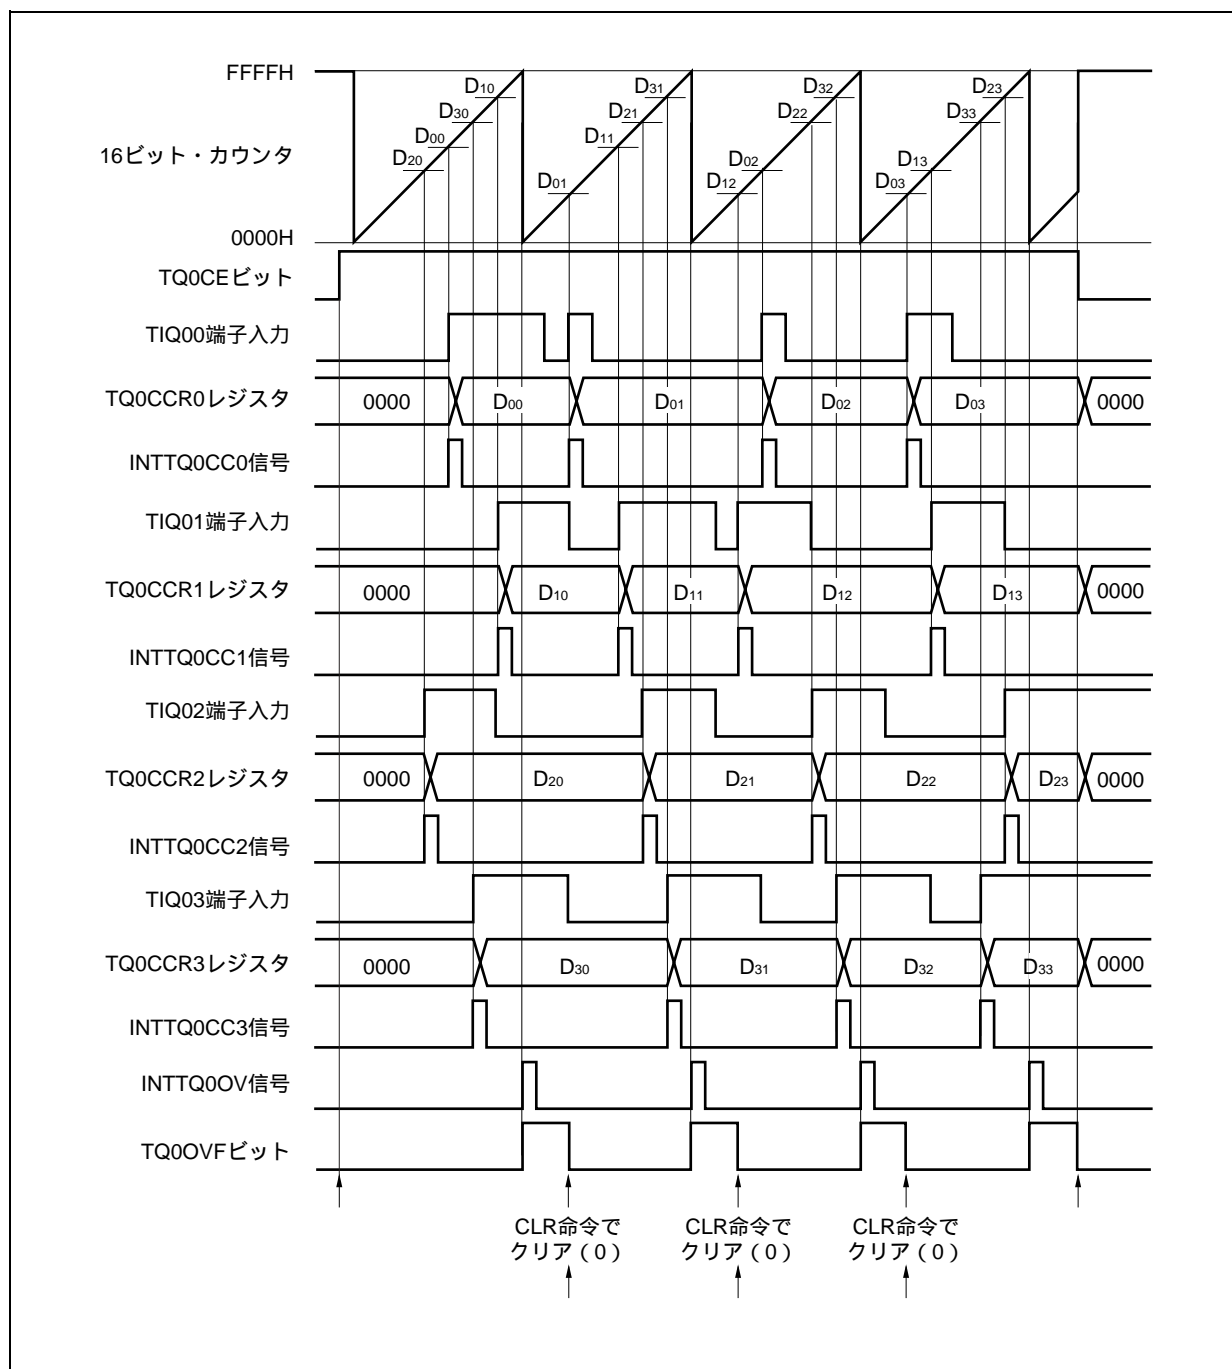 FFFFH
D10
D31
D32
D23
D30
D21
D22
D33
D00
D11
16ビット・カウンタ
D20
D02
D13
D01
D12
D03
0000H
TQ0CEビット
TIQ00端子入力
TQ0CCR0レジスタ 0000 D00 D01 D02 D03 0000
INTTQ0CC0信号
TIQ01端子入力
TQ0CCR1レジスタ 0000 D10 D11 D12 D13 0000
INTTQ0CC1信号
TIQ02端子入力
TQ0CCR2レジスタ 0000 D20 D21 D22 D23 0000
INTTQ0CC2信号
TIQ03端子入力
TQ0CCR3レジスタ 0000 D30 D31 D32 D33 0000
INTTQ0CC3信号
INTTQ0OV信号
TQ0OVFビット
CLR命令で
クリア(0)
CLR命令で
クリア(0)
CLR命令で
クリア(0)